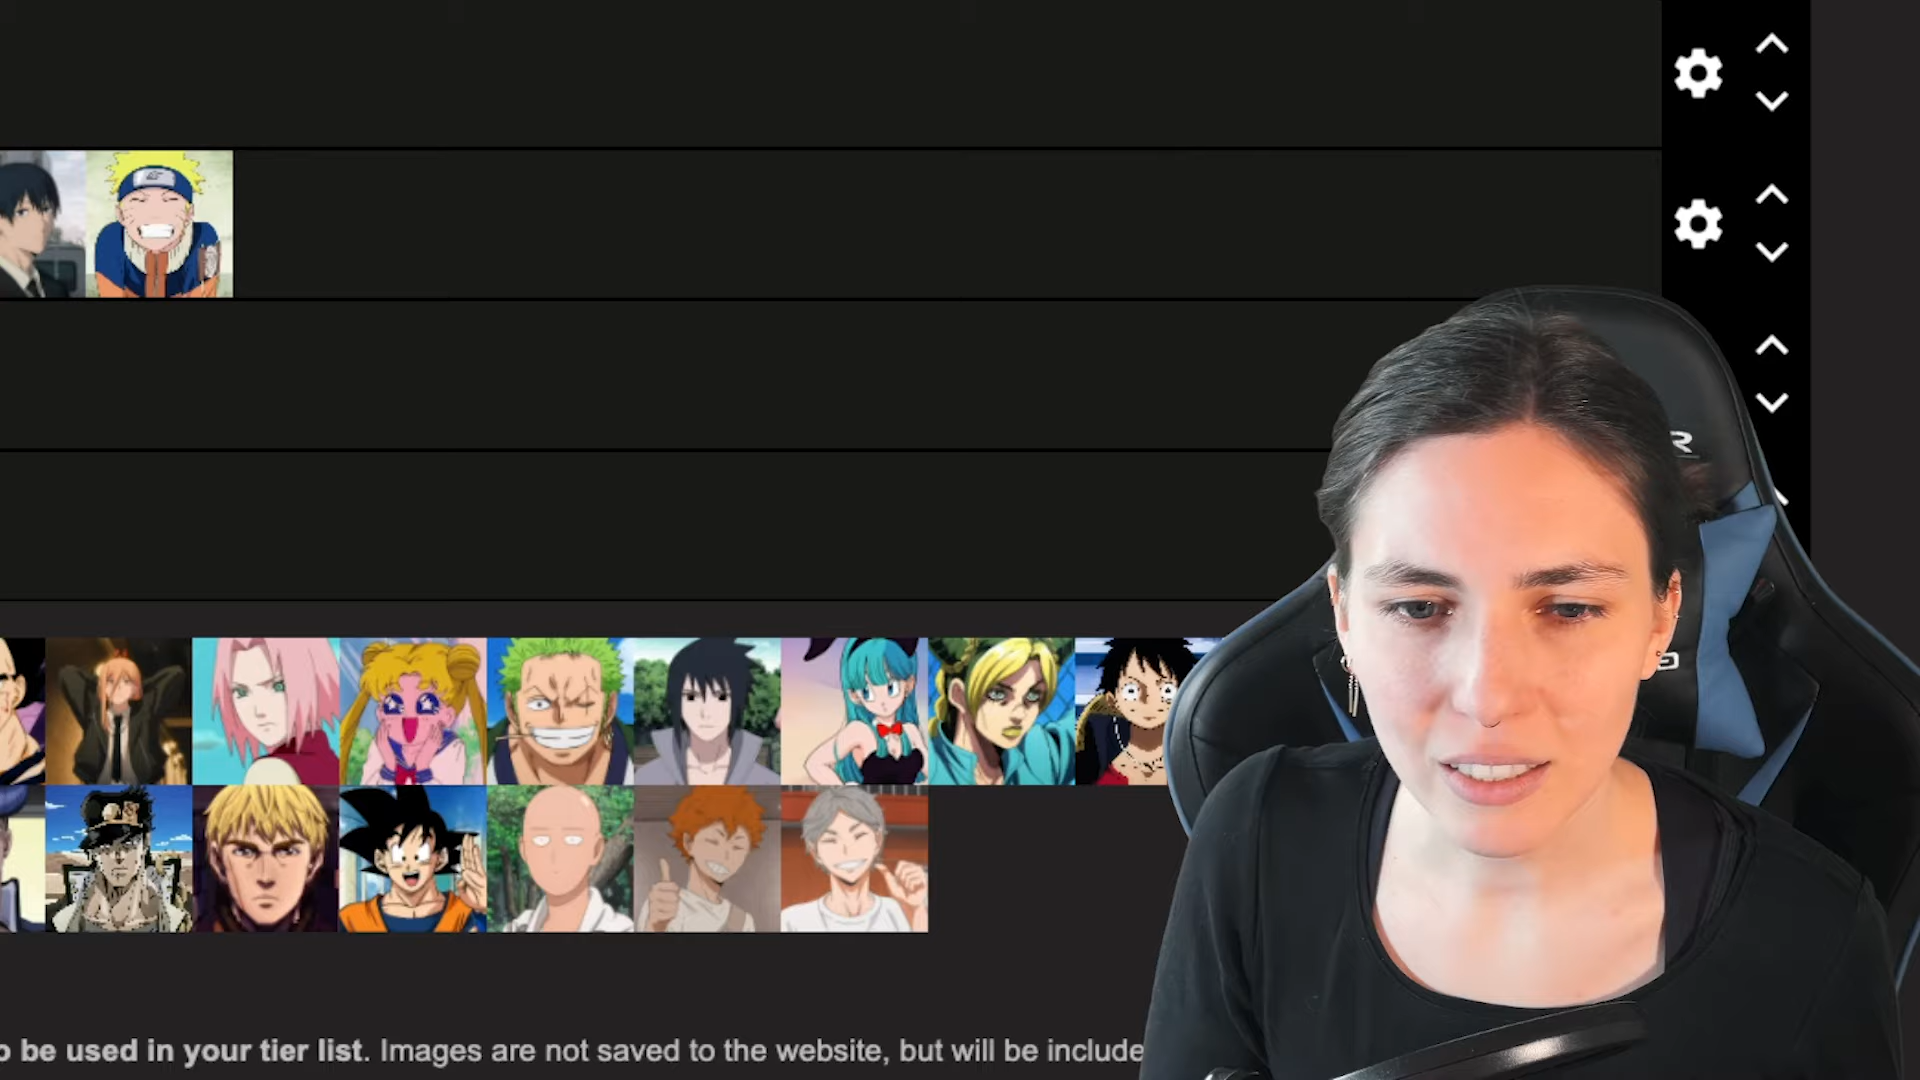 be used in your tier list. Images are not saved to the website, but will be include